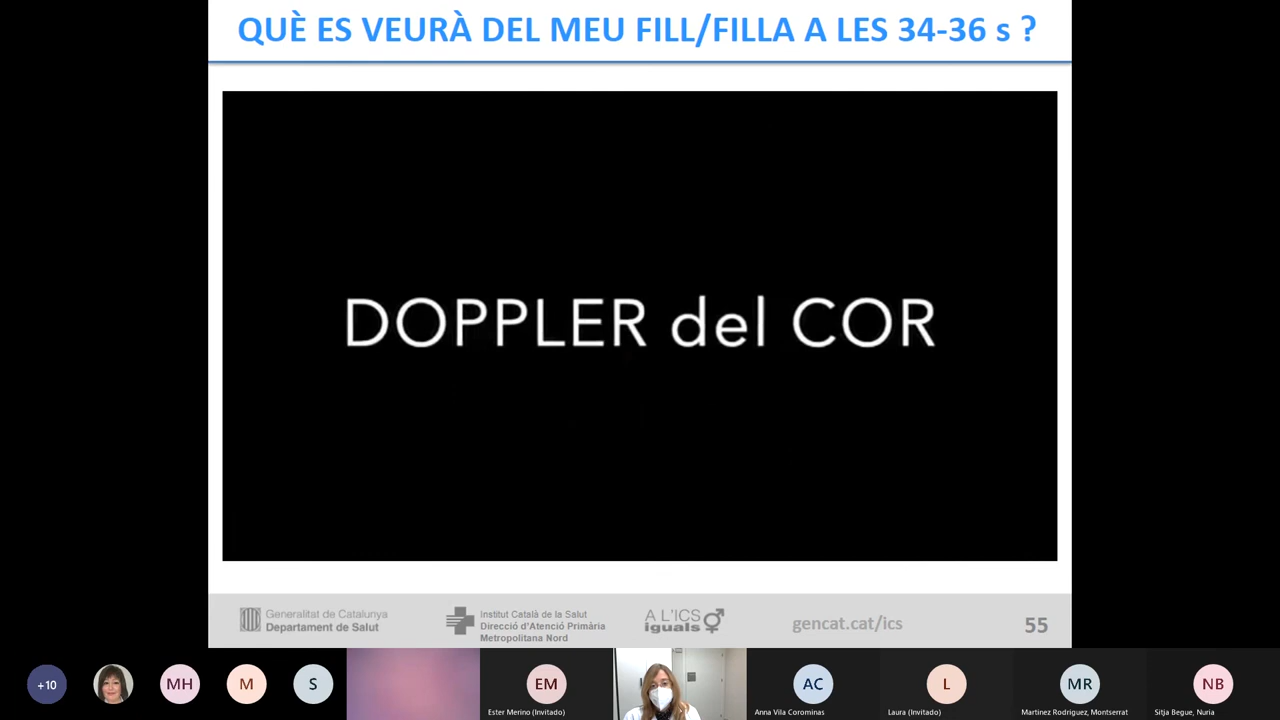 QUÈ ES VEURÀ DEL MEU FILL/FILLA A LES 34-36 s ?
DOPPLER del COR
Generalitat de Catalunya
Departament de Salut
Institut Català de la Salut
Direcció d'Atenció Primària
Metropolitana Nord
A L'ICS
iguals
gencat.cat/ics
55
+10
MH
M
S
EM
AC
L
MR
NB
Ester Merino (Invitado)
Anna Vila Corominas
Laura (Invitado)
Martinez Rodriguez, Montserrat
Sitja Begue, Nuria